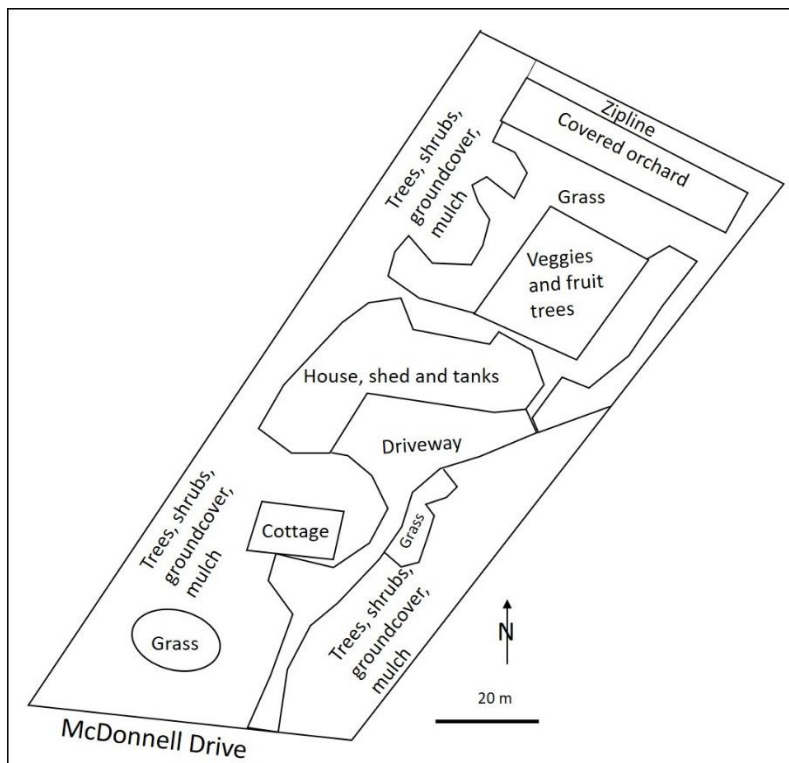 Zipline
Covered orchard
Trees, shrubs,
groundcover,
mulch
Grass
Veggies
and fruit
trees
House, shed and tanks
Driveway
Trees, shrubs,
groundcover,
mulch
Cottage
Grass
Grass
Trees, shrubs,
groundcover,
mulch
N
20 m
McDonnell Drive